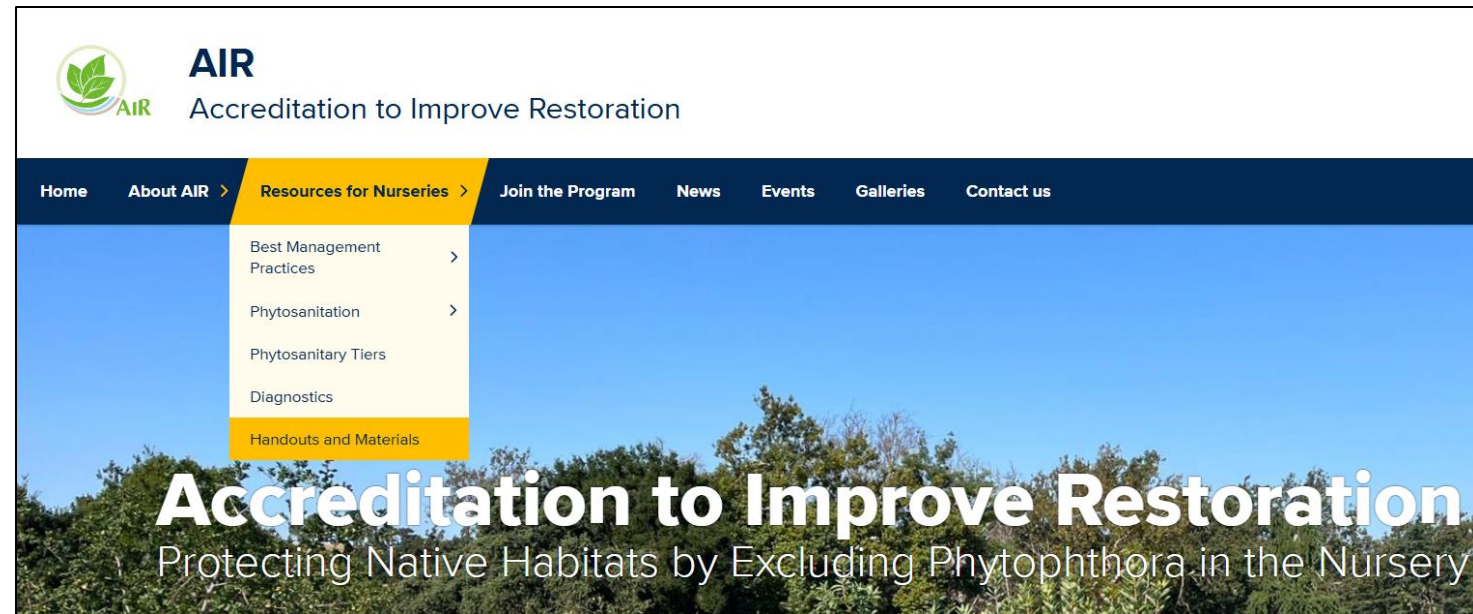 AIR
AIR
Accreditation to Improve Restoration
Home About AIR Resources for Nurseries Join the Program News Events Galleries Contact us
Best Management
Practices
Phytosanitation
Phytosanitary Tiers
Diagnostics
Handouts and Materials
Accreditation to Improve Restoration
Protecting Native Habitats by Excluding Phytophthora in the Nursery